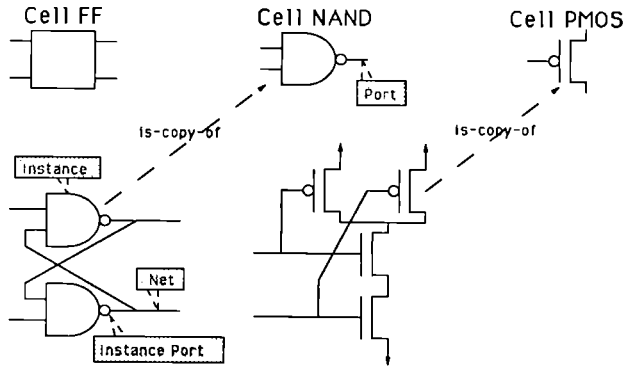 Cell FF
Cell NAND
Cell PMOS
Port
is-copy-of
is-copy-of
Instance
Net
Instance Port